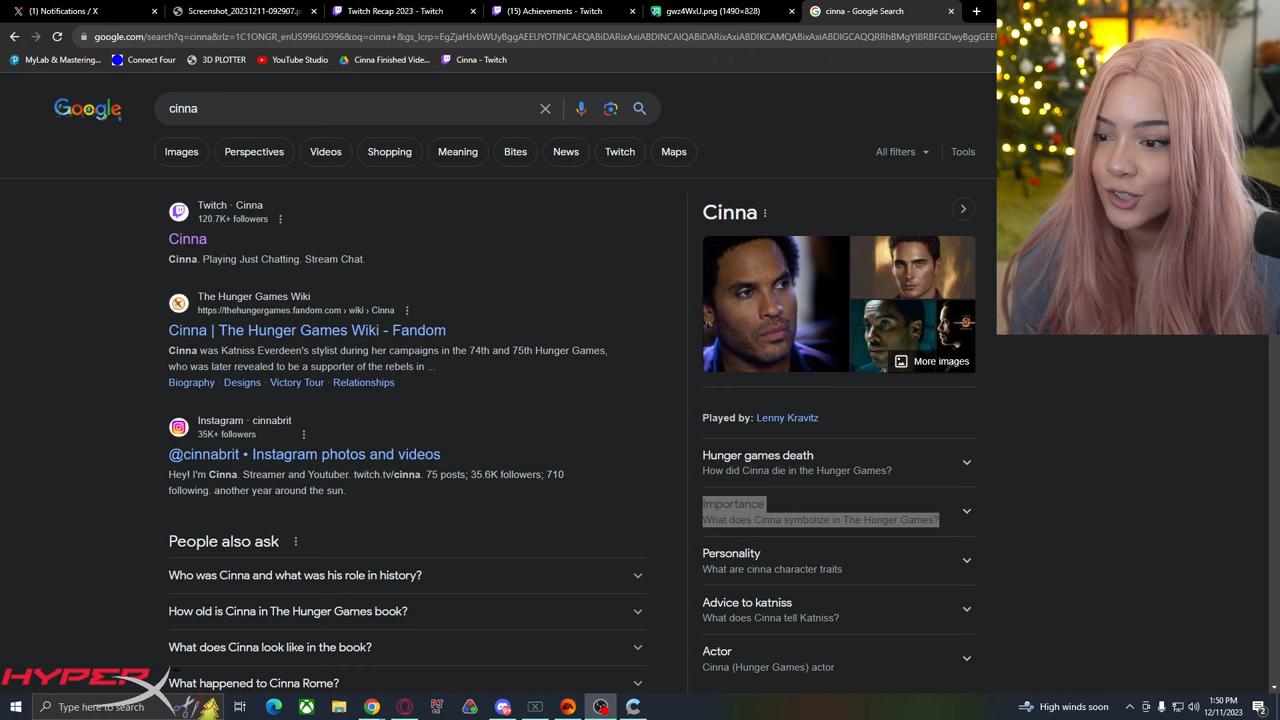 (1) Notifications / X
Screenshot_20231211-092907.p
Twitch Recap 2023 - Twitch
(15) Achievements - Twitch
gwz4WxU.png (1490×828)
cinna - Google Search
MyLab & Mastering...
Connect Four
3D PLOTTER
YouTube Studio
Cinna Finished Vide...
Cinna - Twitch
Google
cinna
Images
Perspectives
Videos
Shopping
Meaning
Bites
News
Twitch
Maps
All filters
Tools
Twitch · Cinna
120.7K+ followers
Cinna
Cinna. Playing Just Chatting. Stream Chat.
The Hunger Games Wiki
https://thehungergames.fandom.com › wiki › Cinna
Cinna | The Hunger Games Wiki - Fandom
Cinna was Katniss Everdeen's stylist during her campaigns in the 74th and 75th Hunger Games,
who was later revealed to be a supporter of the rebels in ...
Biography · Designs · Victory Tour · Relationships
Instagram · cinnabrit
35K+ followers
@cinnabrit • Instagram photos and videos
Hey! I'm Cinna. Streamer and Youtuber. twitch.tv/cinna. 75 posts; 35.6K followers; 710
following. another year around the sun.
People also ask
Who was Cinna and what was his role in history?
How old is Cinna in The Hunger Games book?
What does Cinna look like in the book?
What happened to Cinna Rome?
Cinna
More images
Played by: Lenny Kravitz
Hunger games death
How did Cinna die in the Hunger Games?
Importance
What does Cinna symbolize in The Hunger Games?
Personality
What are cinna character traits
Advice to katniss
What does Cinna tell Katniss?
Actor
Cinna (Hunger Games) actor
HYPERX
Type here to search
High winds soon
1:50 PM
12/11/2023
2